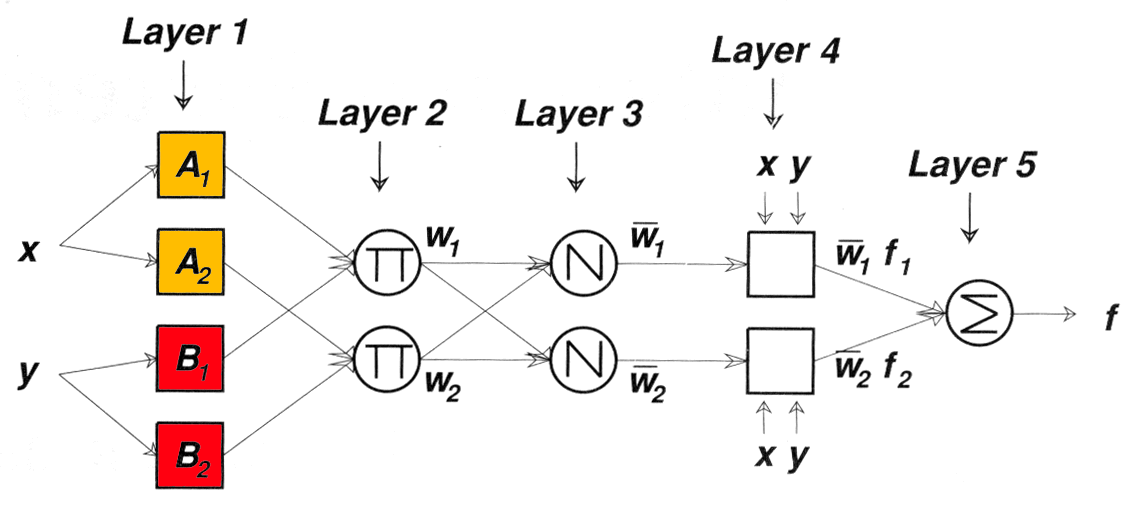 Layer 1
Layer 2
Layer 3
Layer 4
Layer 5
x
y
A₁
A₂
B₁
B₂
Π
Π
w₁
w₂
N
N
w̅₁
w̅₂
x y
x y
w̅₁ f₁
w̅₂ f₂
Σ
f